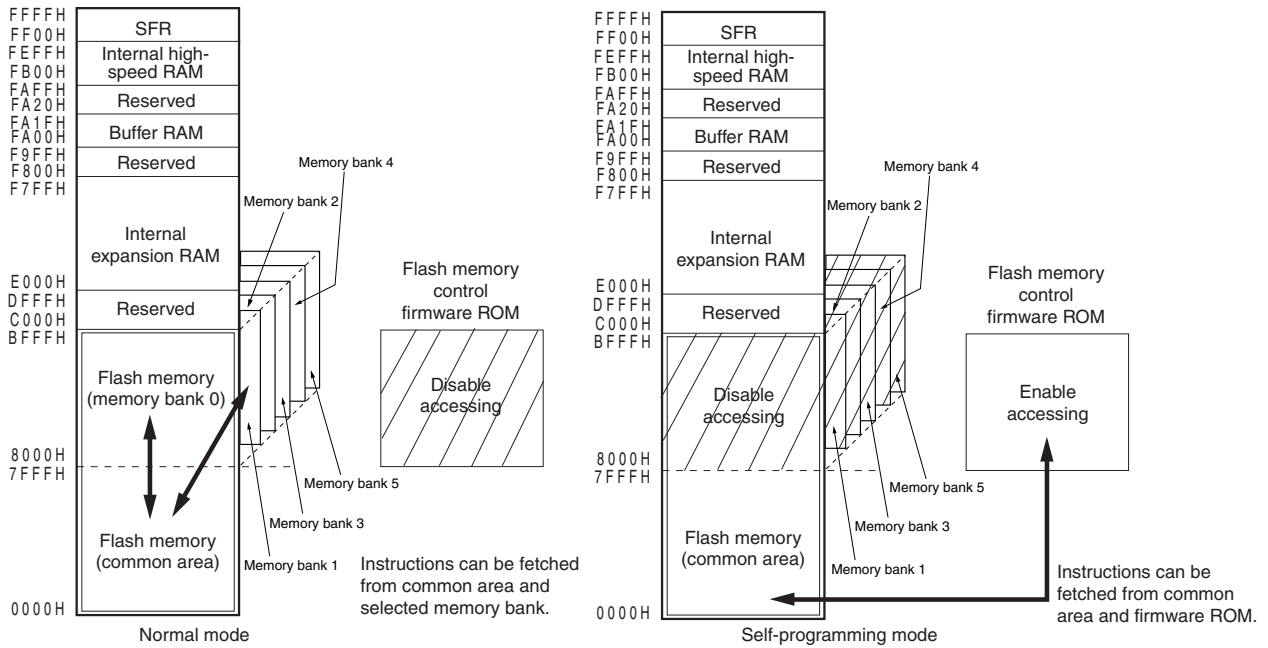 FFFFH
SFR
FF00H
FEFFH
Internal high-
speed RAM
FB00H
FAFFH
Reserved
FA20H
FA1FH
Buffer RAM
FA00H
F9FFH
Reserved
F800H
F7FFH
Internal
expansion RAM
E000H
DFFFH
Reserved
C000H
BFFFH
Flash memory
(memory bank 0)
8000H
7FFFH
Flash memory
(common area)
0000H
Memory bank 4
Memory bank 2
Memory bank 5
Memory bank 3
Memory bank 1
Flash memory
control
firmware ROM
Disable
accessing
Instructions can be fetched
from common area and
selected memory bank.
Normal mode
FFFFH
SFR
FF00H
FEFFH
Internal high-
speed RAM
FB00H
FAFFH
Reserved
FA20H
FA1FH
Buffer RAM
FA00H
F9FFH
Reserved
F800H
F7FFH
Internal
expansion RAM
E000H
DFFFH
Reserved
C000H
BFFFH
Disable
accessing
8000H
7FFFH
Flash memory
(common area)
0000H
Memory bank 4
Memory bank 2
Memory bank 5
Memory bank 3
Memory bank 1
Flash memory
control
firmware ROM
Enable
accessing
Instructions can be
fetched from common
area and firmware ROM.
Self-programming mode